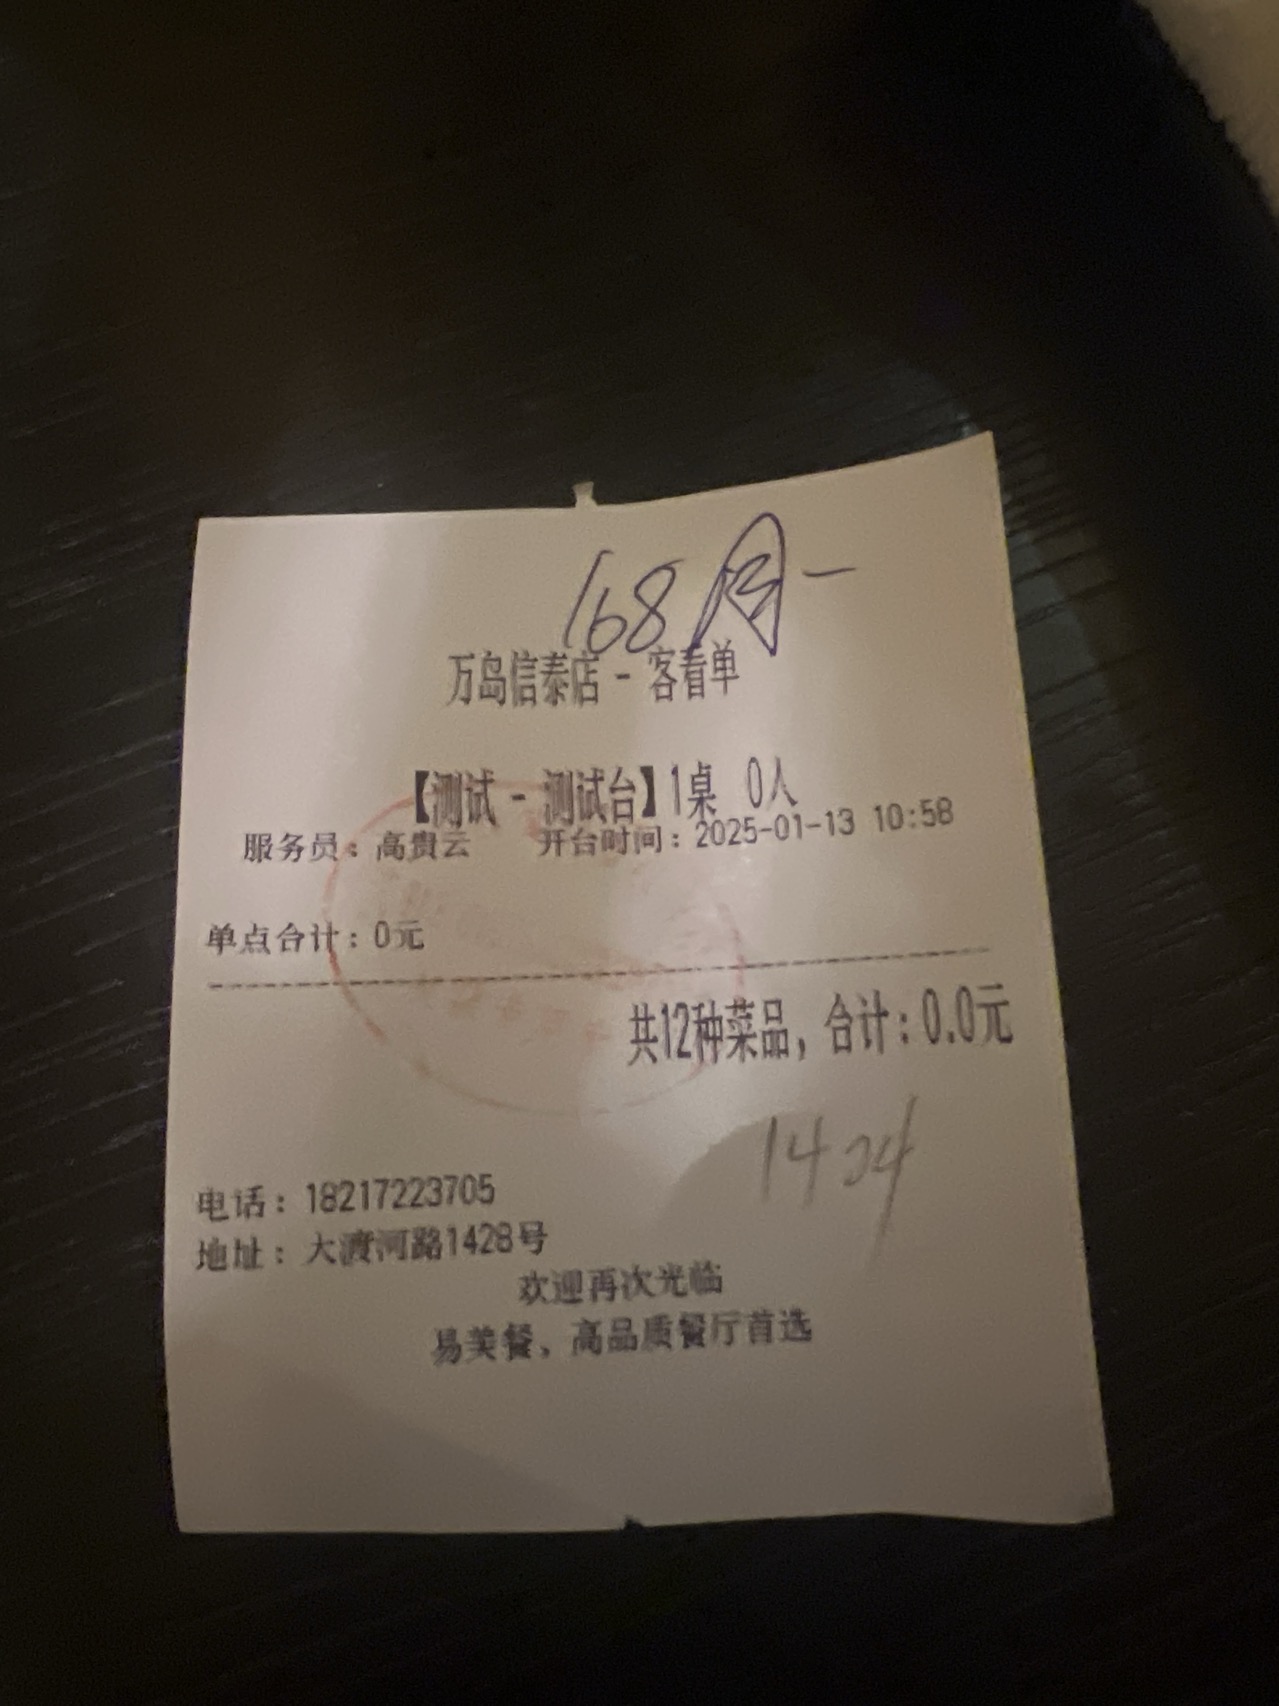 168
万岛信泰店 - 客看单
【测试 - 测试台】1桌 0人
服务员: 高贵云 开台时间: 2025-01-13 10:58
单点合计: 0元
共12种菜品, 合计: 0.0元
电话: 18217223705
地址: 大渡河路1428号
欢迎再次光临
易美餐、高品质餐厅首选